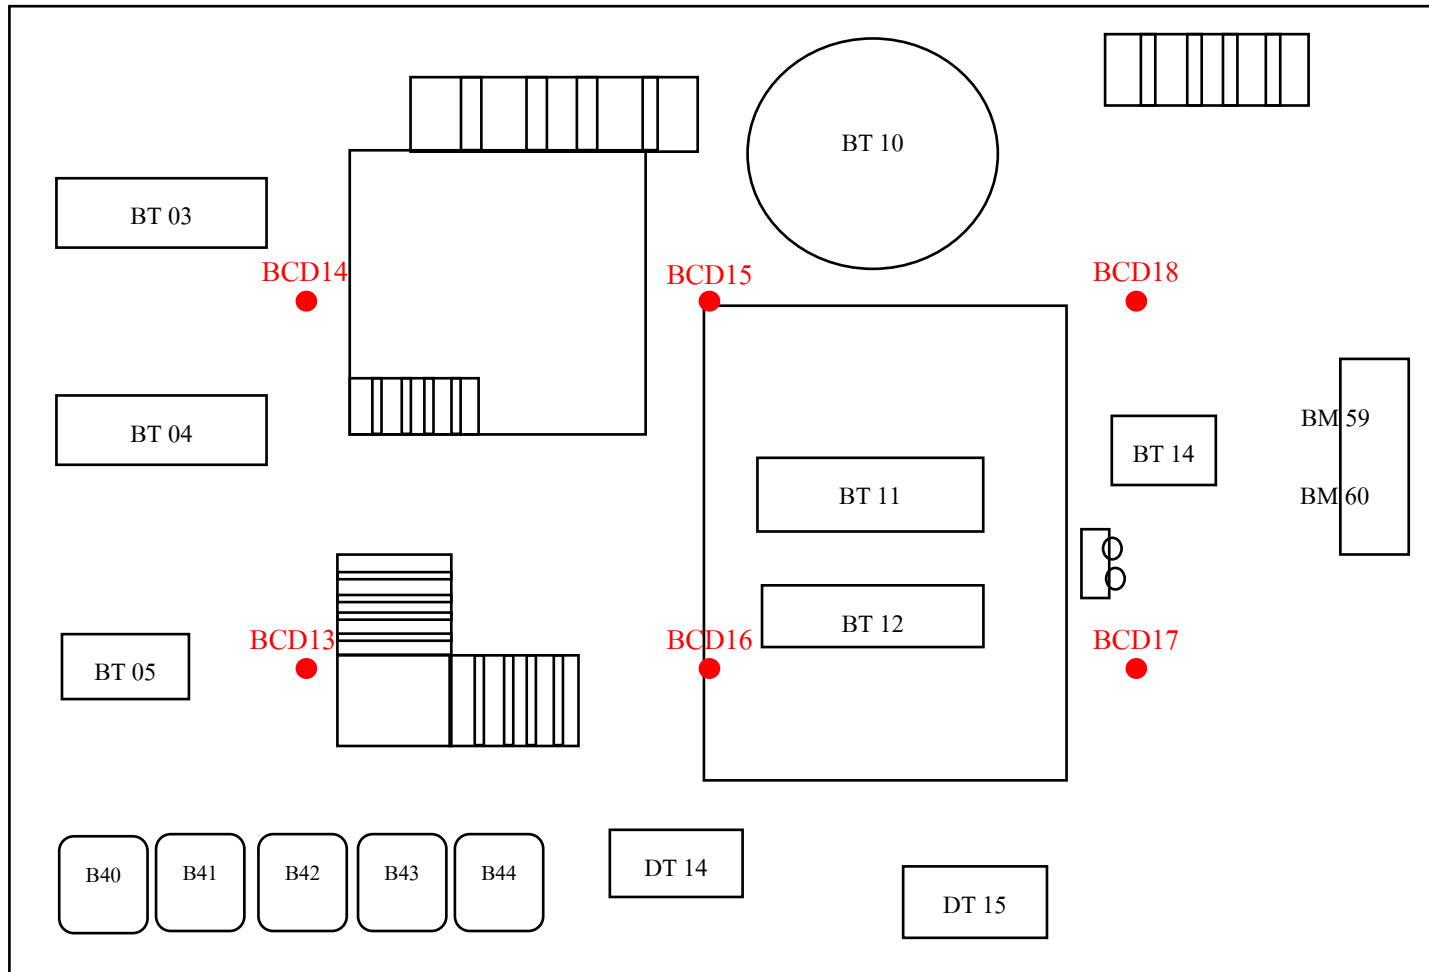 BT 10
BT 03
BCD14
BCD15
BCD18
BT 04
BM 59
BT 14
BT 11
BM 60
BT 12
BCD13
BCD16
BCD17
BT 05
B40
B41
B42
B43
B44
DT 14
DT 15